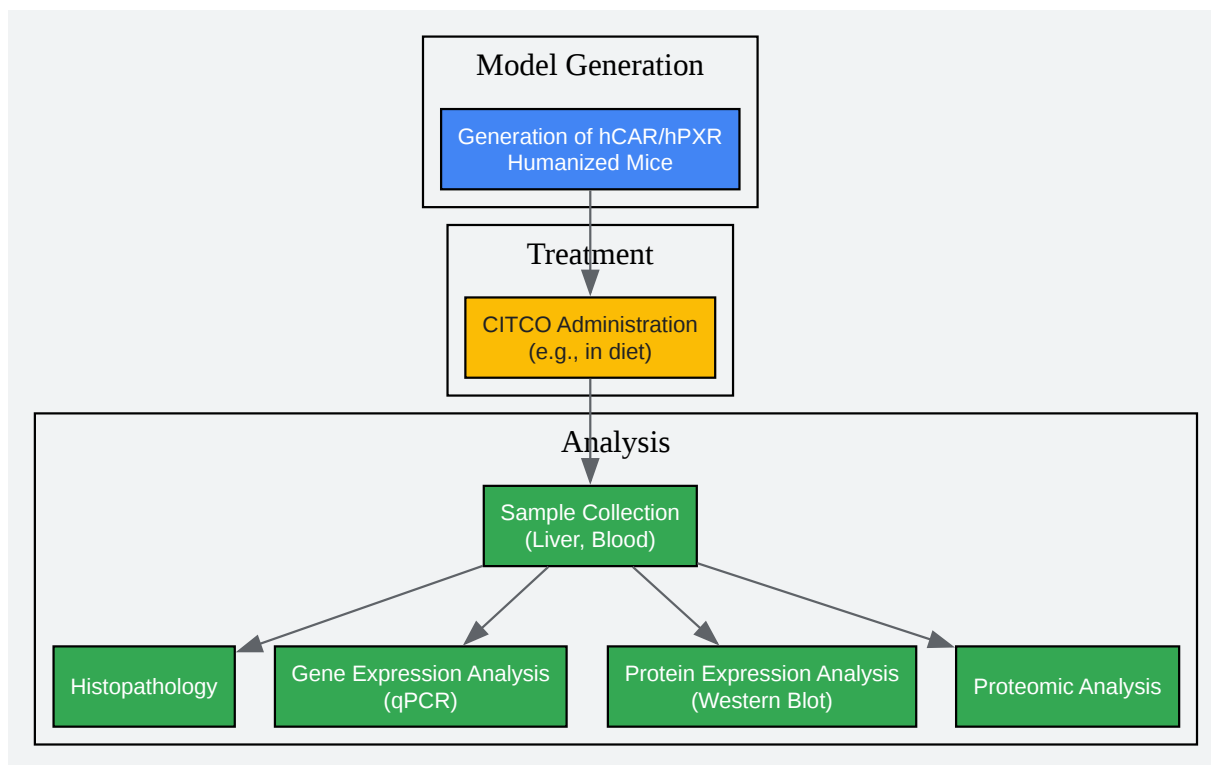 Model Generation
Generation of hCAR/hPXR
Humanized Mice
Treatment
CITCO Administration
(e.g., in diet)
Analysis
Sample Collection
(Liver, Blood)
Histopathology
Gene Expression Analysis
(qPCR)
Protein Expression Analysis
(Western Blot)
Proteomic Analysis